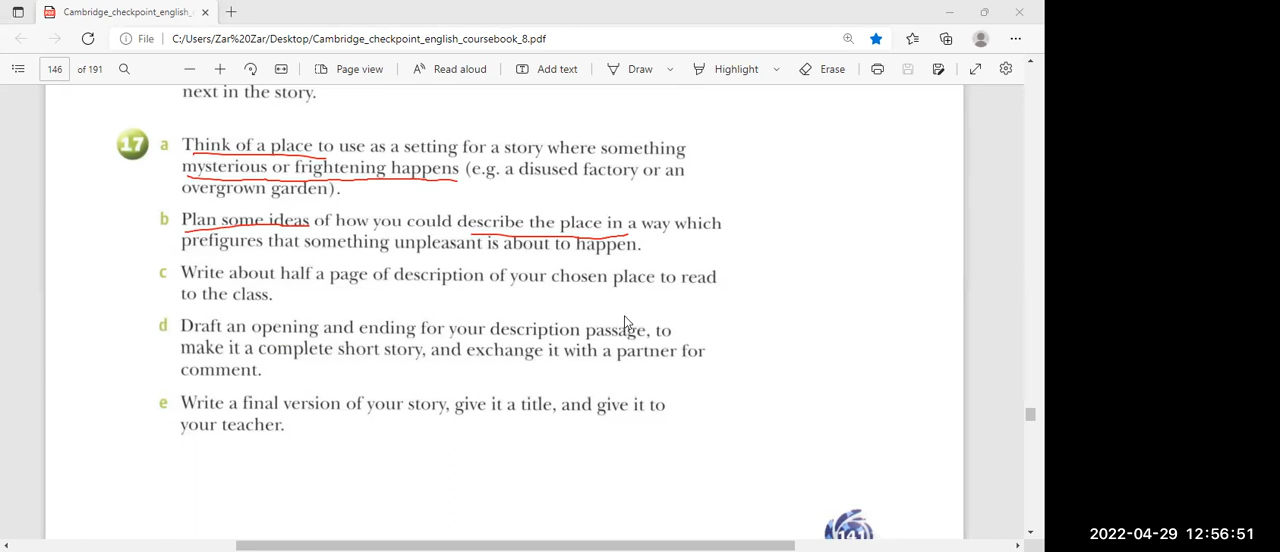 Cambridge_checkpoint_english_
File
C:/Users/Zar%20Zar/Desktop/Cambridge_checkpoint_english_coursebook_8.pdf
146 of 191
Page view
Read aloud
Add text
Draw
Highlight
Erase
next in the story.
17 a Think of a place to use as a setting for a story where something
mysterious or frightening happens (e.g. a disused factory or an
overgrown garden).
b Plan some ideas of how you could describe the place in a way which
prefigures that something unpleasant is about to happen.
c Write about half a page of description of your chosen place to read
to the class.
d Draft an opening and ending for your description passage, to
make it a complete short story, and exchange it with a partner for
comment.
e Write a final version of your story, give it a title, and give it to
your teacher.
141
2022-04-29 12:56:51